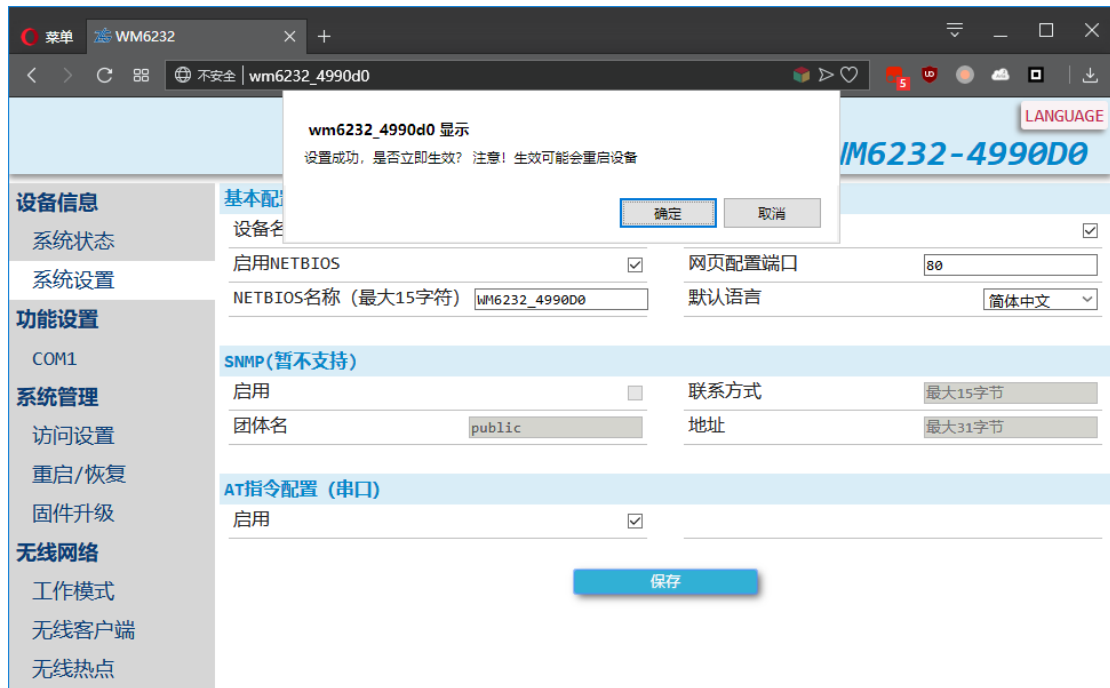 菜单 WM6232
不安全 wm6232_4990d0
5
LANGUAGE
wm6232_4990d0 显示
设置成功，是否立即生效？ 注意！生效可能会重启设备
确定 取消
WM6232-4990D0
设备信息
系统状态
系统设置
功能设置
COM1
系统管理
访问设置
重启/恢复
固件升级
无线网络
工作模式
无线客户端
无线热点
基本配
设备名
启用NETBIOS 网页配置端口 80
NETBIOS名称（最大15字符） WM6232_4990D0 默认语言 简体中文
SNMP(暂不支持)
启用 联系方式 最大15字节
团体名 public 地址 最大31字节
AT指令配置（串口）
启用
保存